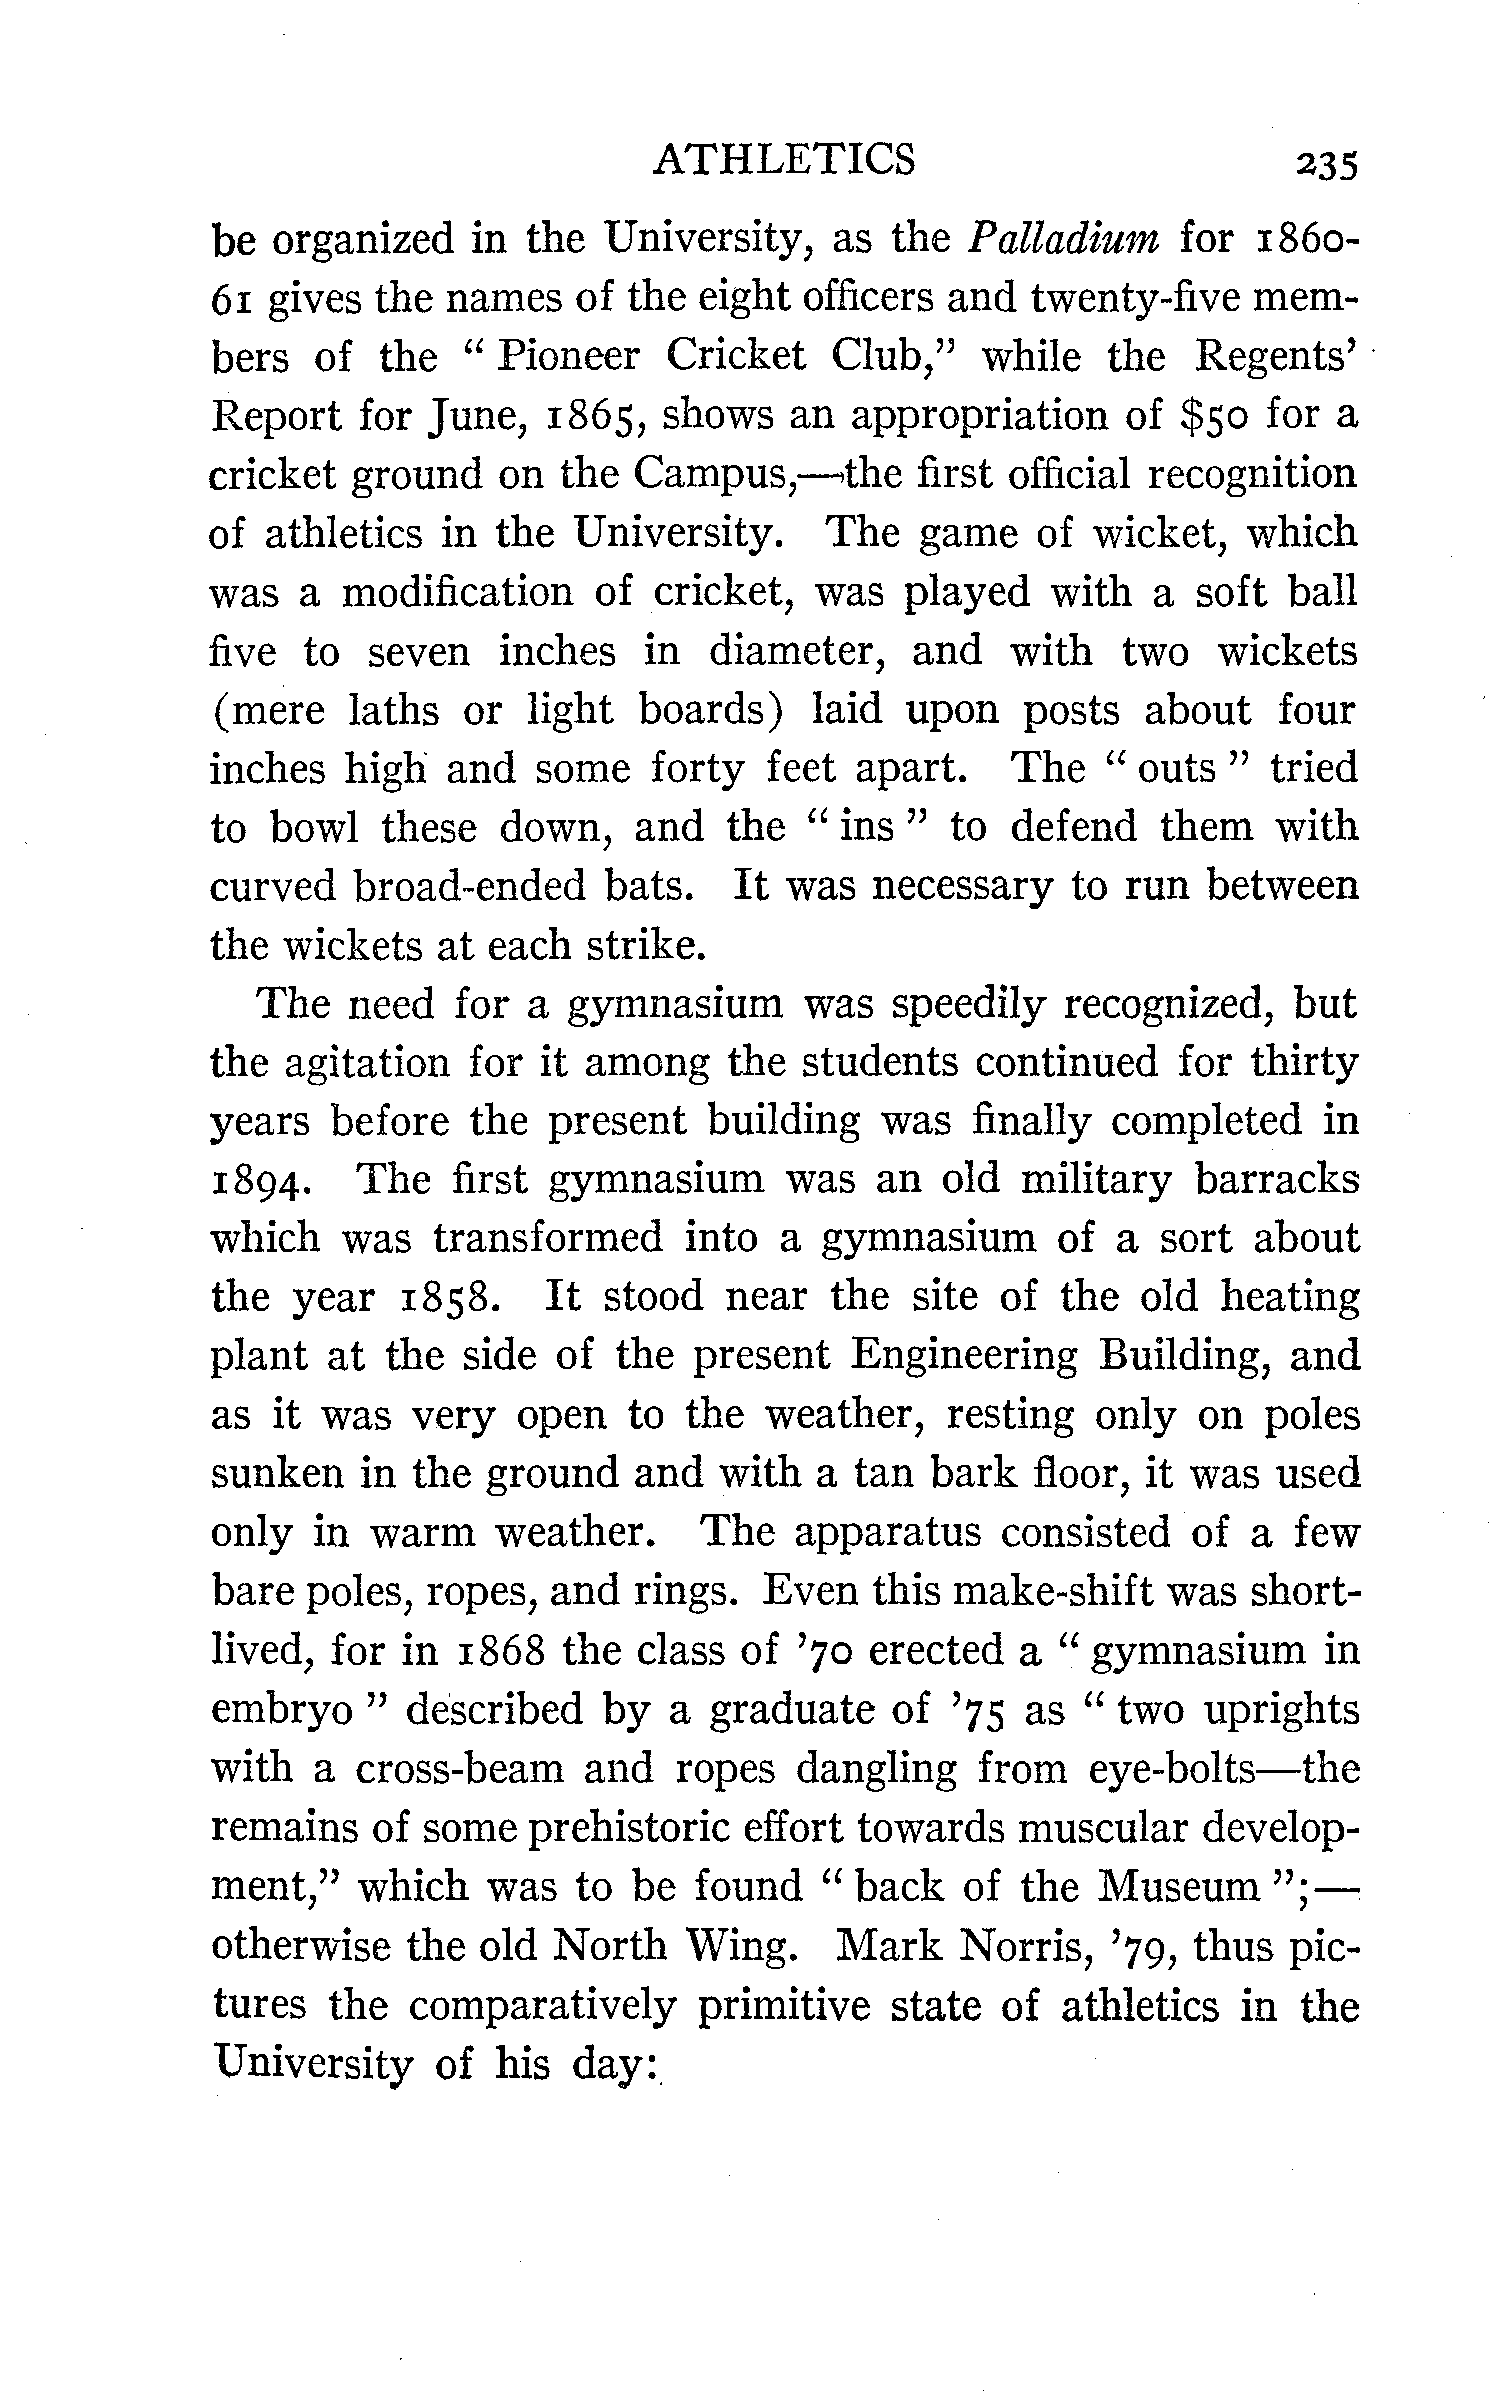 ATHLETICS 235
be organized in the University, as the Palladium for 1860-
61 gives the names of the eight officers and twenty-five mem-
bers of the " Pioneer Cricket Club," while the Regents'
Report for June, 1865, shows an appropriation of $50 for a
cricket ground on the Campus,—the first official recognition
of athletics in the University. The game of wicket, which
was a modification of cricket, was played with a soft ball
five to seven inches in diameter, and with two wickets
(mere laths or light boards) laid upon posts about four
inches high and some forty feet apart. The " outs " tried
to bowl these down, and the " ins " to defend them with
curved broad-ended bats. It was necessary to run between
the wickets at each strike.
The need for a gymnasium was speedily recognized, but
the agitation for it among the students continued for thirty
years before the present building was finally completed in
1894. The first gymnasium was an old military barracks
which was transformed into a gymnasium of a sort about
the year 1858. It stood near the site of the old heating
plant at the side of the present Engineering Building, and
as it was very open to the weather, resting only on poles
sunken in the ground and with a tan bark floor, it was used
only in warm weather. The apparatus consisted of a few
bare poles, ropes, and rings. Even this make-shift was short-
lived, for in 1868 the class of '70 erected a " gymnasium in
embryo " described by a graduate of '75 as " two uprights
with a cross-beam and ropes dangling from eye-bolts—the
remains of some prehistoric effort towards muscular develop-
ment," which was to be found " back of the Museum ";—
otherwise the old North Wing. Mark Norris, '79, thus pic-
tures the comparatively primitive state of athletics in the
University of his day: